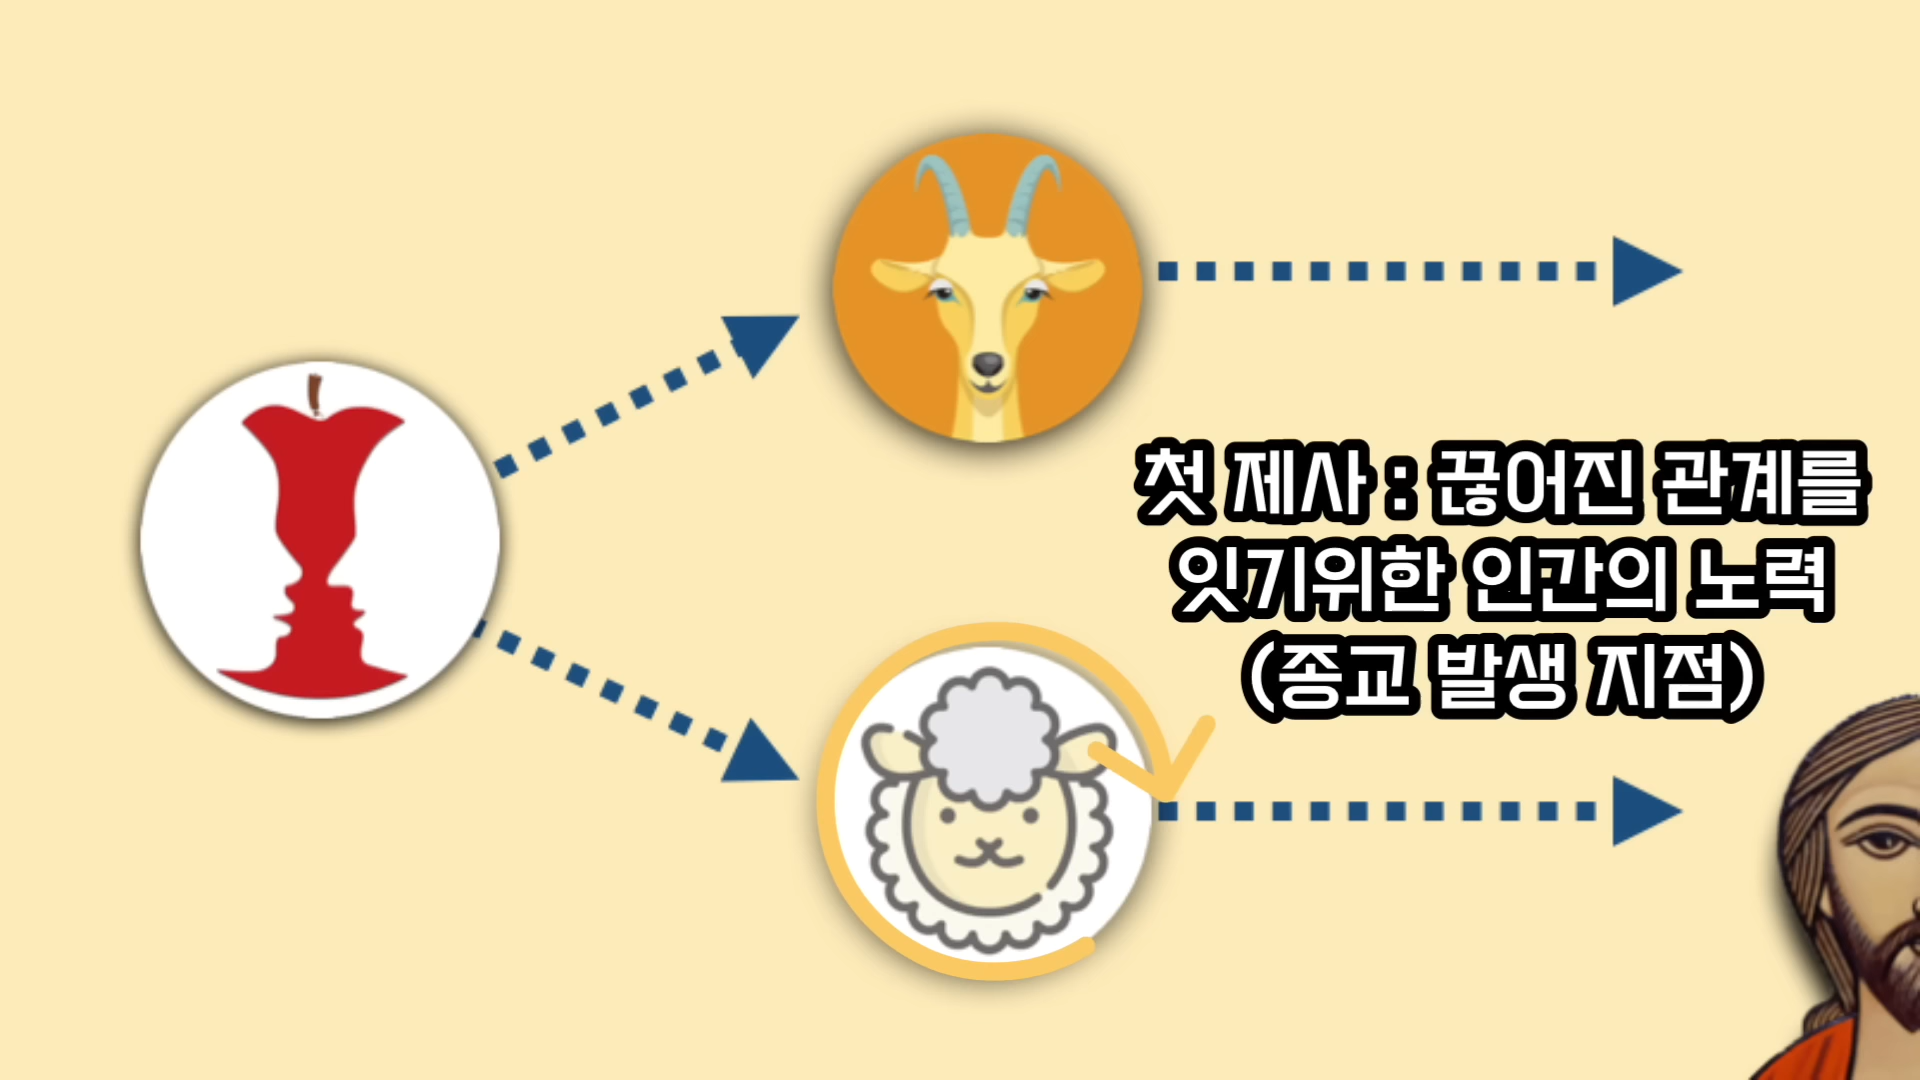 첫 제사 : 끊어진 관계를
잇기위한 인간의 노력
(종교 발생 지점)